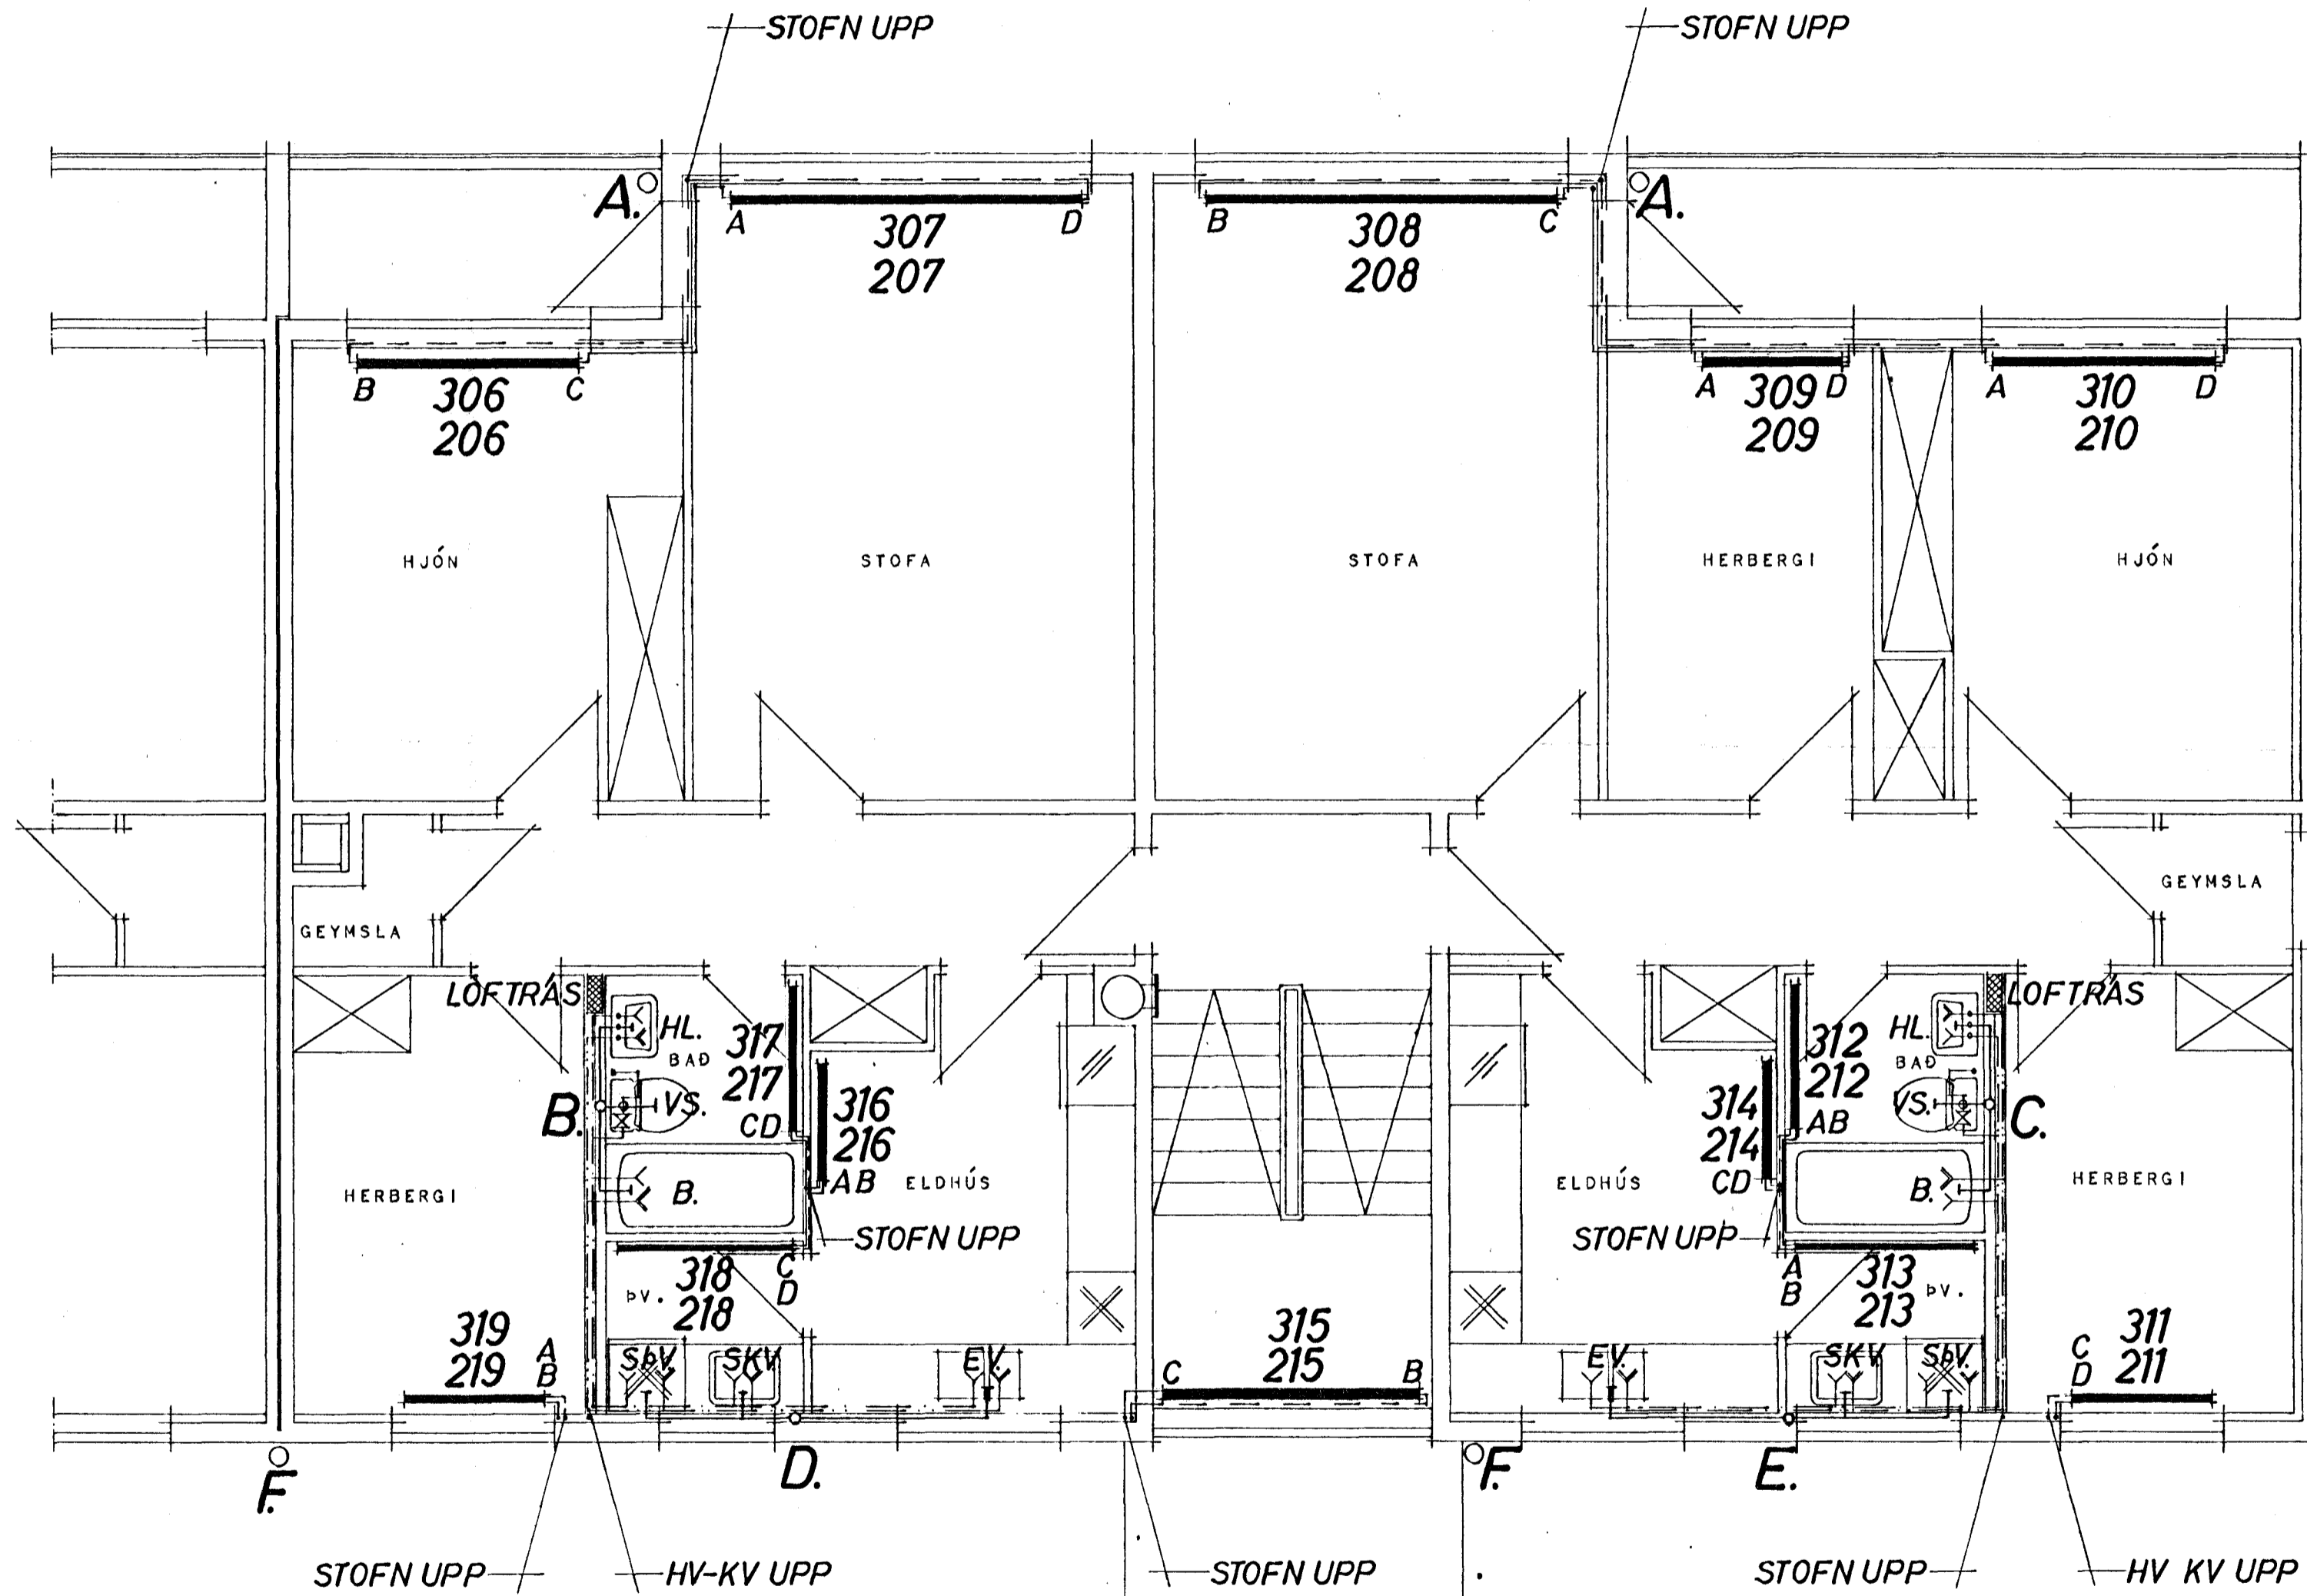 STOFN UPP
STOFN UPP
A.
A.
A
D
B
C
307
207
308
208
B
C
306
206
A
D
309
209
A
D
310
210
HJÓN
STOFA
STOFA
HERBERGI
HJÓN
GEYMSLA
GEYMSLA
LOFTRÁS
LOFTRÁS
HL.
BAÐ
317
217
CD
VS.
B.
B.
316
216
AB
ELDHÚS
HERBERGI
STOFN UPP
318
218
C
D
ÞV.
319
219
A
B
SÞV.
SKV
EV.
315
215
C
B
312
212
AB
HL.
BAÐ
VS.
C.
314
214
CD
ELDHÚS
B.
HERBERGI
STOFN UPP
A
B
313
213
ÞV.
EV.
SKV
SÞV.
C
D
311
211
F.
D.
F.
E.
STOFN UPP
HV-KV UPP
STOFN UPP
STOFN UPP
HV KV UPP